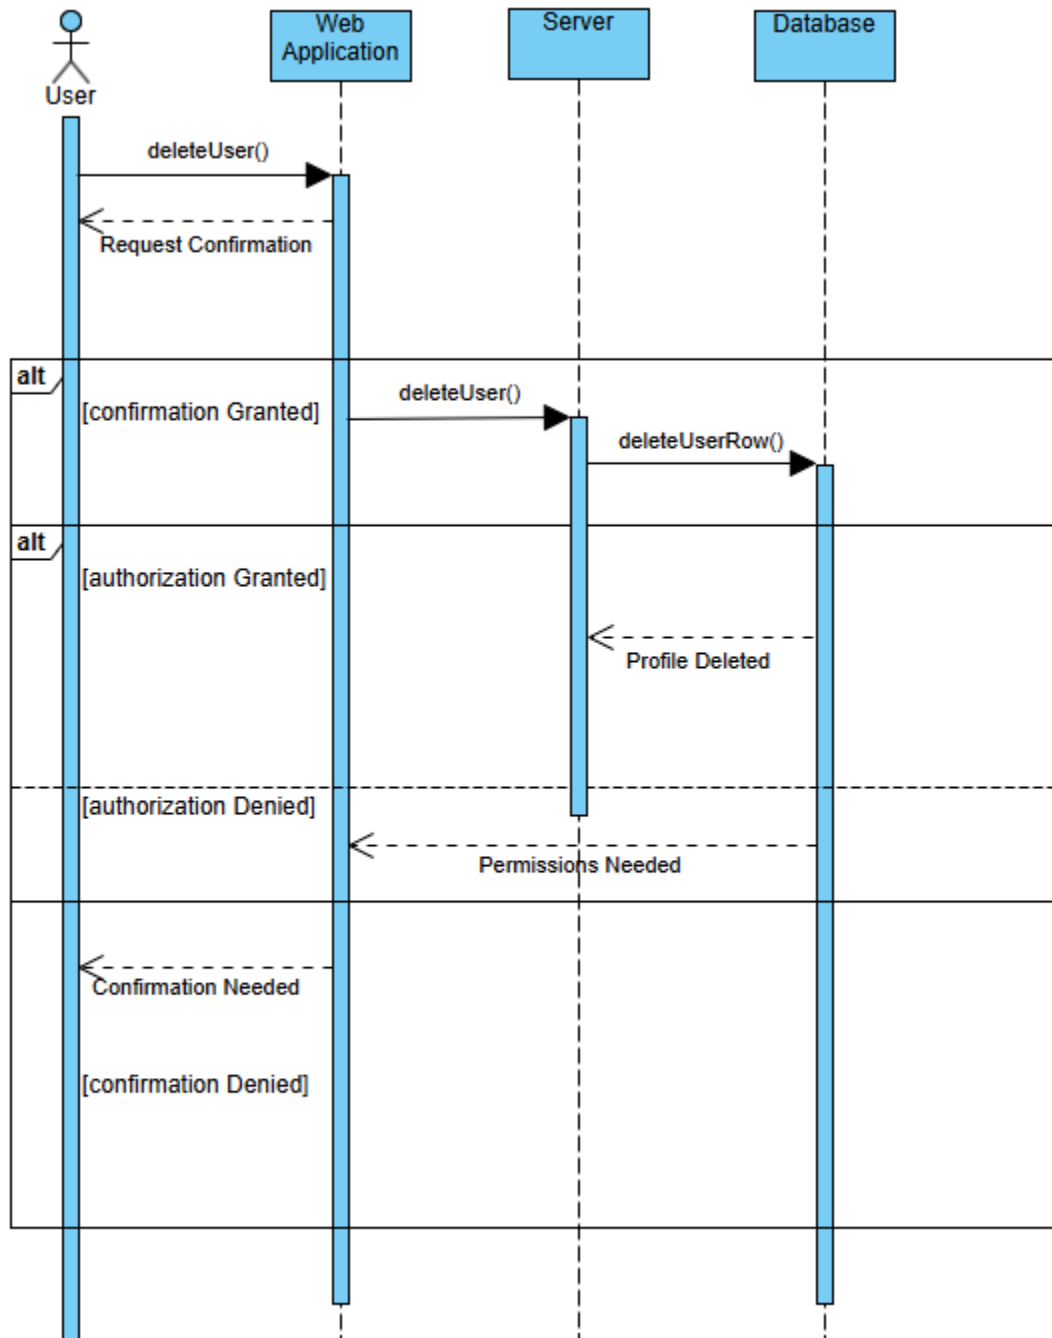 User
Web
Application
Server
Database
deleteUser()
Request Confirmation
alt
[confirmation Granted]
deleteUser()
deleteUserRow()
alt
[authorization Granted]
Profile Deleted
[authorization Denied]
Permissions Needed
Confirmation Needed
[confirmation Denied]